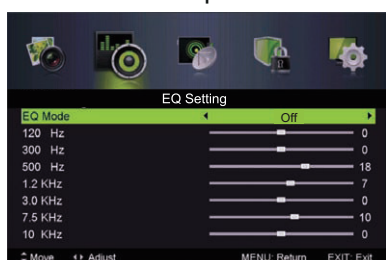 EQ Setting
EQ Mode Off
120 Hz 0
300 Hz 0
500 Hz 18
1.2 KHz 7
3.0 KHz 0
7.5 KHz 10
10 KHz 0
Move Adjust MENU: Return EXIT: Exit